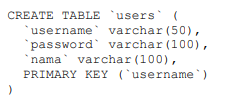 CREATE TABLE `users` (
  `username` varchar(50),
  `password` varchar(100),
  `nama` varchar(100),
  PRIMARY KEY (`username`)
)